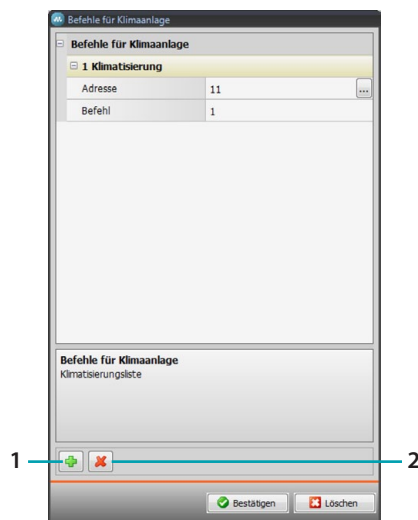 Befehle für Klimaanlage
Befehle für Klimaanlage
1 Klimatisierung
Adresse 11 ...
Befehl 1
Befehle für Klimaanlage
Klimatisierungsliste
1 2
Bestätigen Löschen